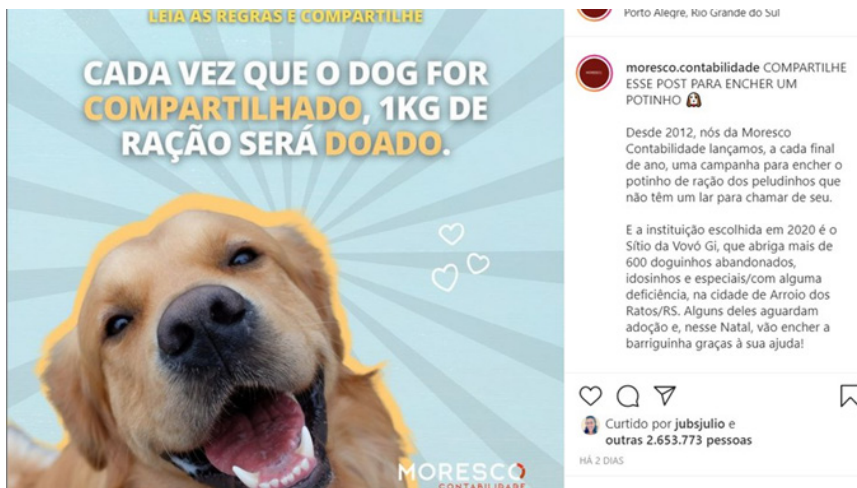 LEIA AS REGRAS E COMPARTILHE
CADA VEZ QUE O DOG FOR
COMPARTILHADO, 1KG DE
RAÇÃO SERÁ DOADO.
MORESCO
CONTABILIDADE
Porto Alegre, Rio Grande do Sul
moresco.contabilidade COMPARTILHE
ESSE POST PARA ENCHER UM
POTINHO 🐶
Desde 2012, nós da Moresco
Contabilidade lançamos, a cada final
de ano, uma campanha para encher o
potinho de ração dos peludinhos que
não têm um lar para chamar de seu.
E a instituição escolhida em 2020 é o
Sítio da Vovó Gi, que abriga mais de
600 doguinhos abandonados,
idosinhos e especiais/com alguma
deficiência, na cidade de Arroio dos
Ratos/RS. Alguns deles aguardam
adoção e, nesse Natal, vão encher a
barriguinha graças à sua ajuda!
Curtido por jubsjulio e
outras 2.653.773 pessoas
HÁ 2 DIAS